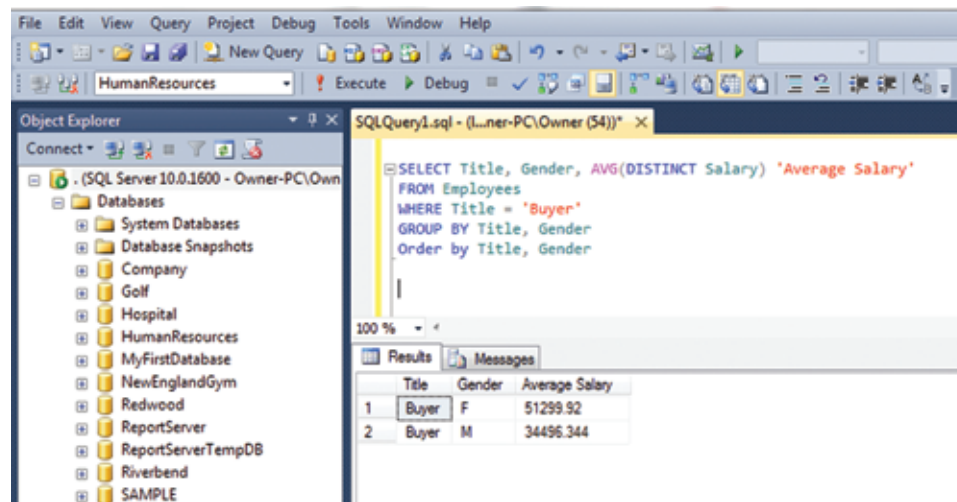 File Edit View Query Project Debug Tools Window Help
New Query
HumanResources Execute Debug
Object Explorer
Connect
. (SQL Server 10.0.1600 - Owner-PC\Own
Databases
System Databases
Database Snapshots
Company
Golf
Hospital
HumanResources
MyFirstDatabase
NewEnglandGym
Redwood
ReportServer
ReportServerTempDB
Riverbend
SAMPLE
SQLQuery1.sql - (l...ner-PC\Owner (54))*
SELECT Title, Gender, AVG(DISTINCT Salary) 'Average Salary'
FROM Employees
WHERE Title = 'Buyer'
GROUP BY Title, Gender
Order by Title, Gender
100 %
Results Messages
Title Gender Average Salary
1 Buyer F 51299.92
2 Buyer M 34496.344